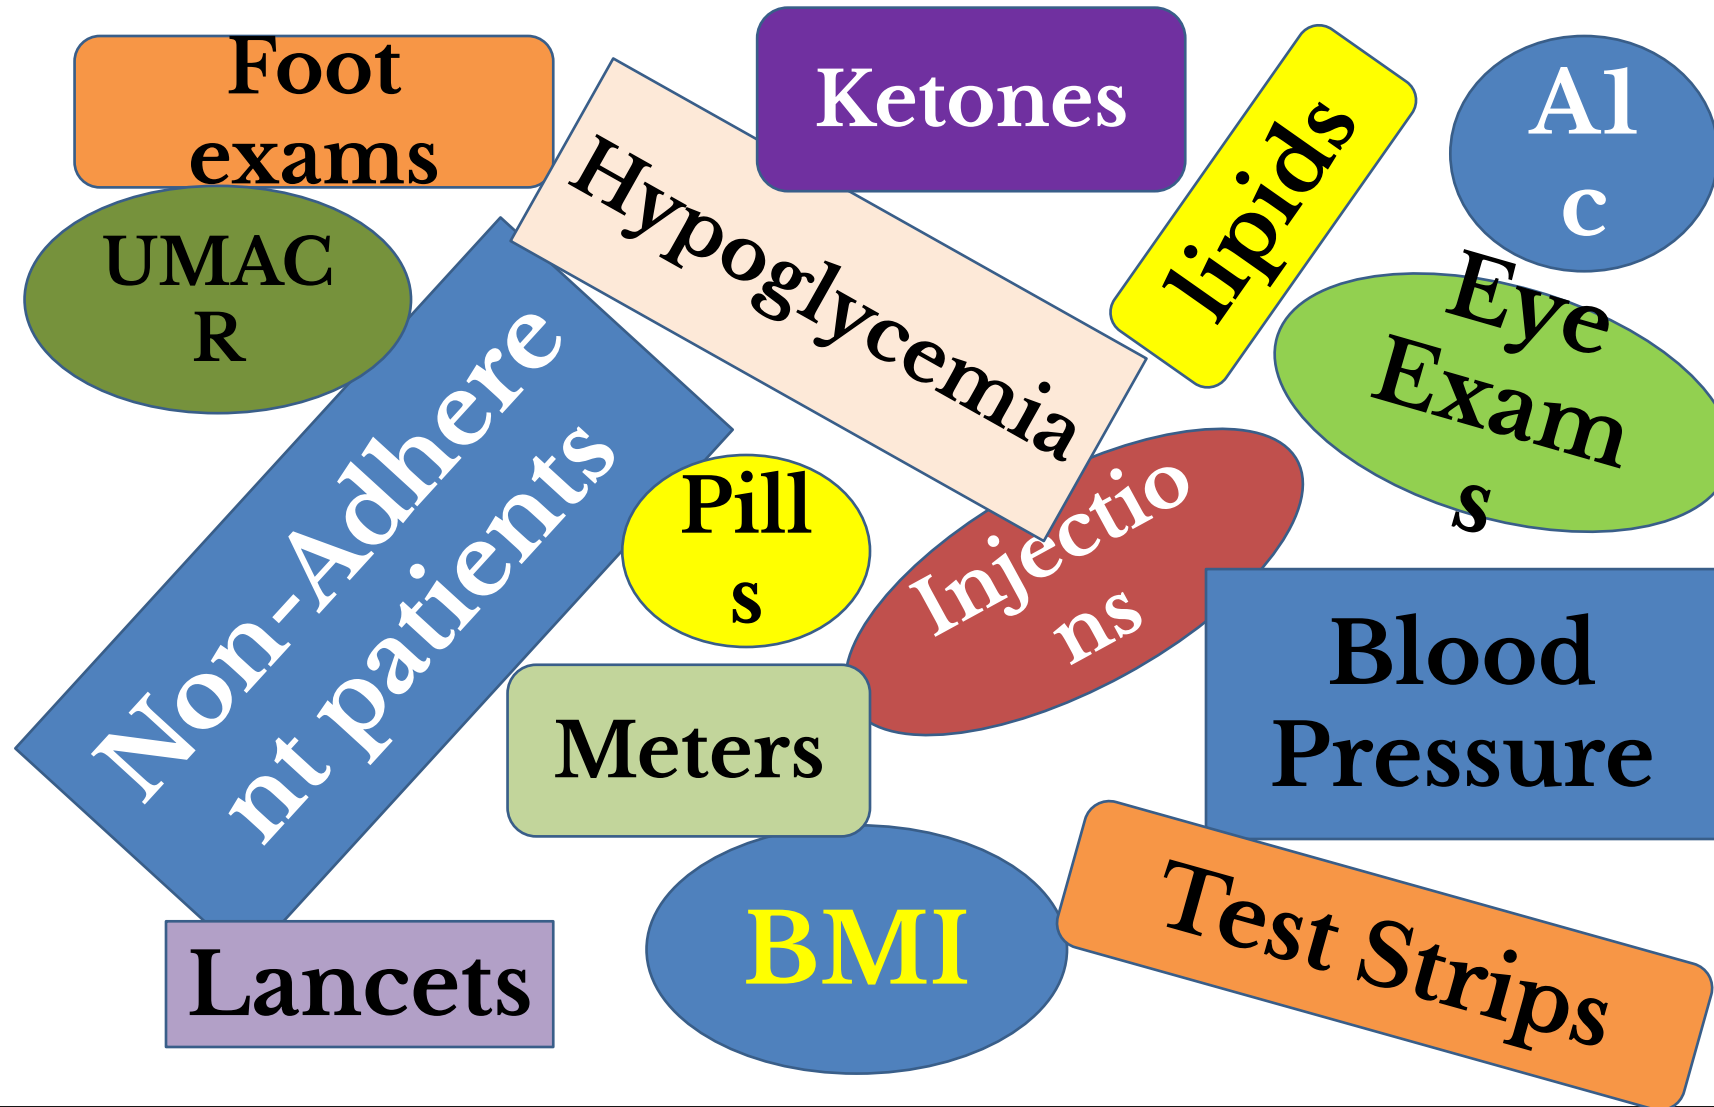 Foot
exams
Ketones
lipids
A1
c
Hypoglycemia
UMAC
R
Eye
Exam
s
Non-Adhere
nt patients
Pill
s
Injectio
ns
Blood
Pressure
Meters
BMI
Test Strips
Lancets